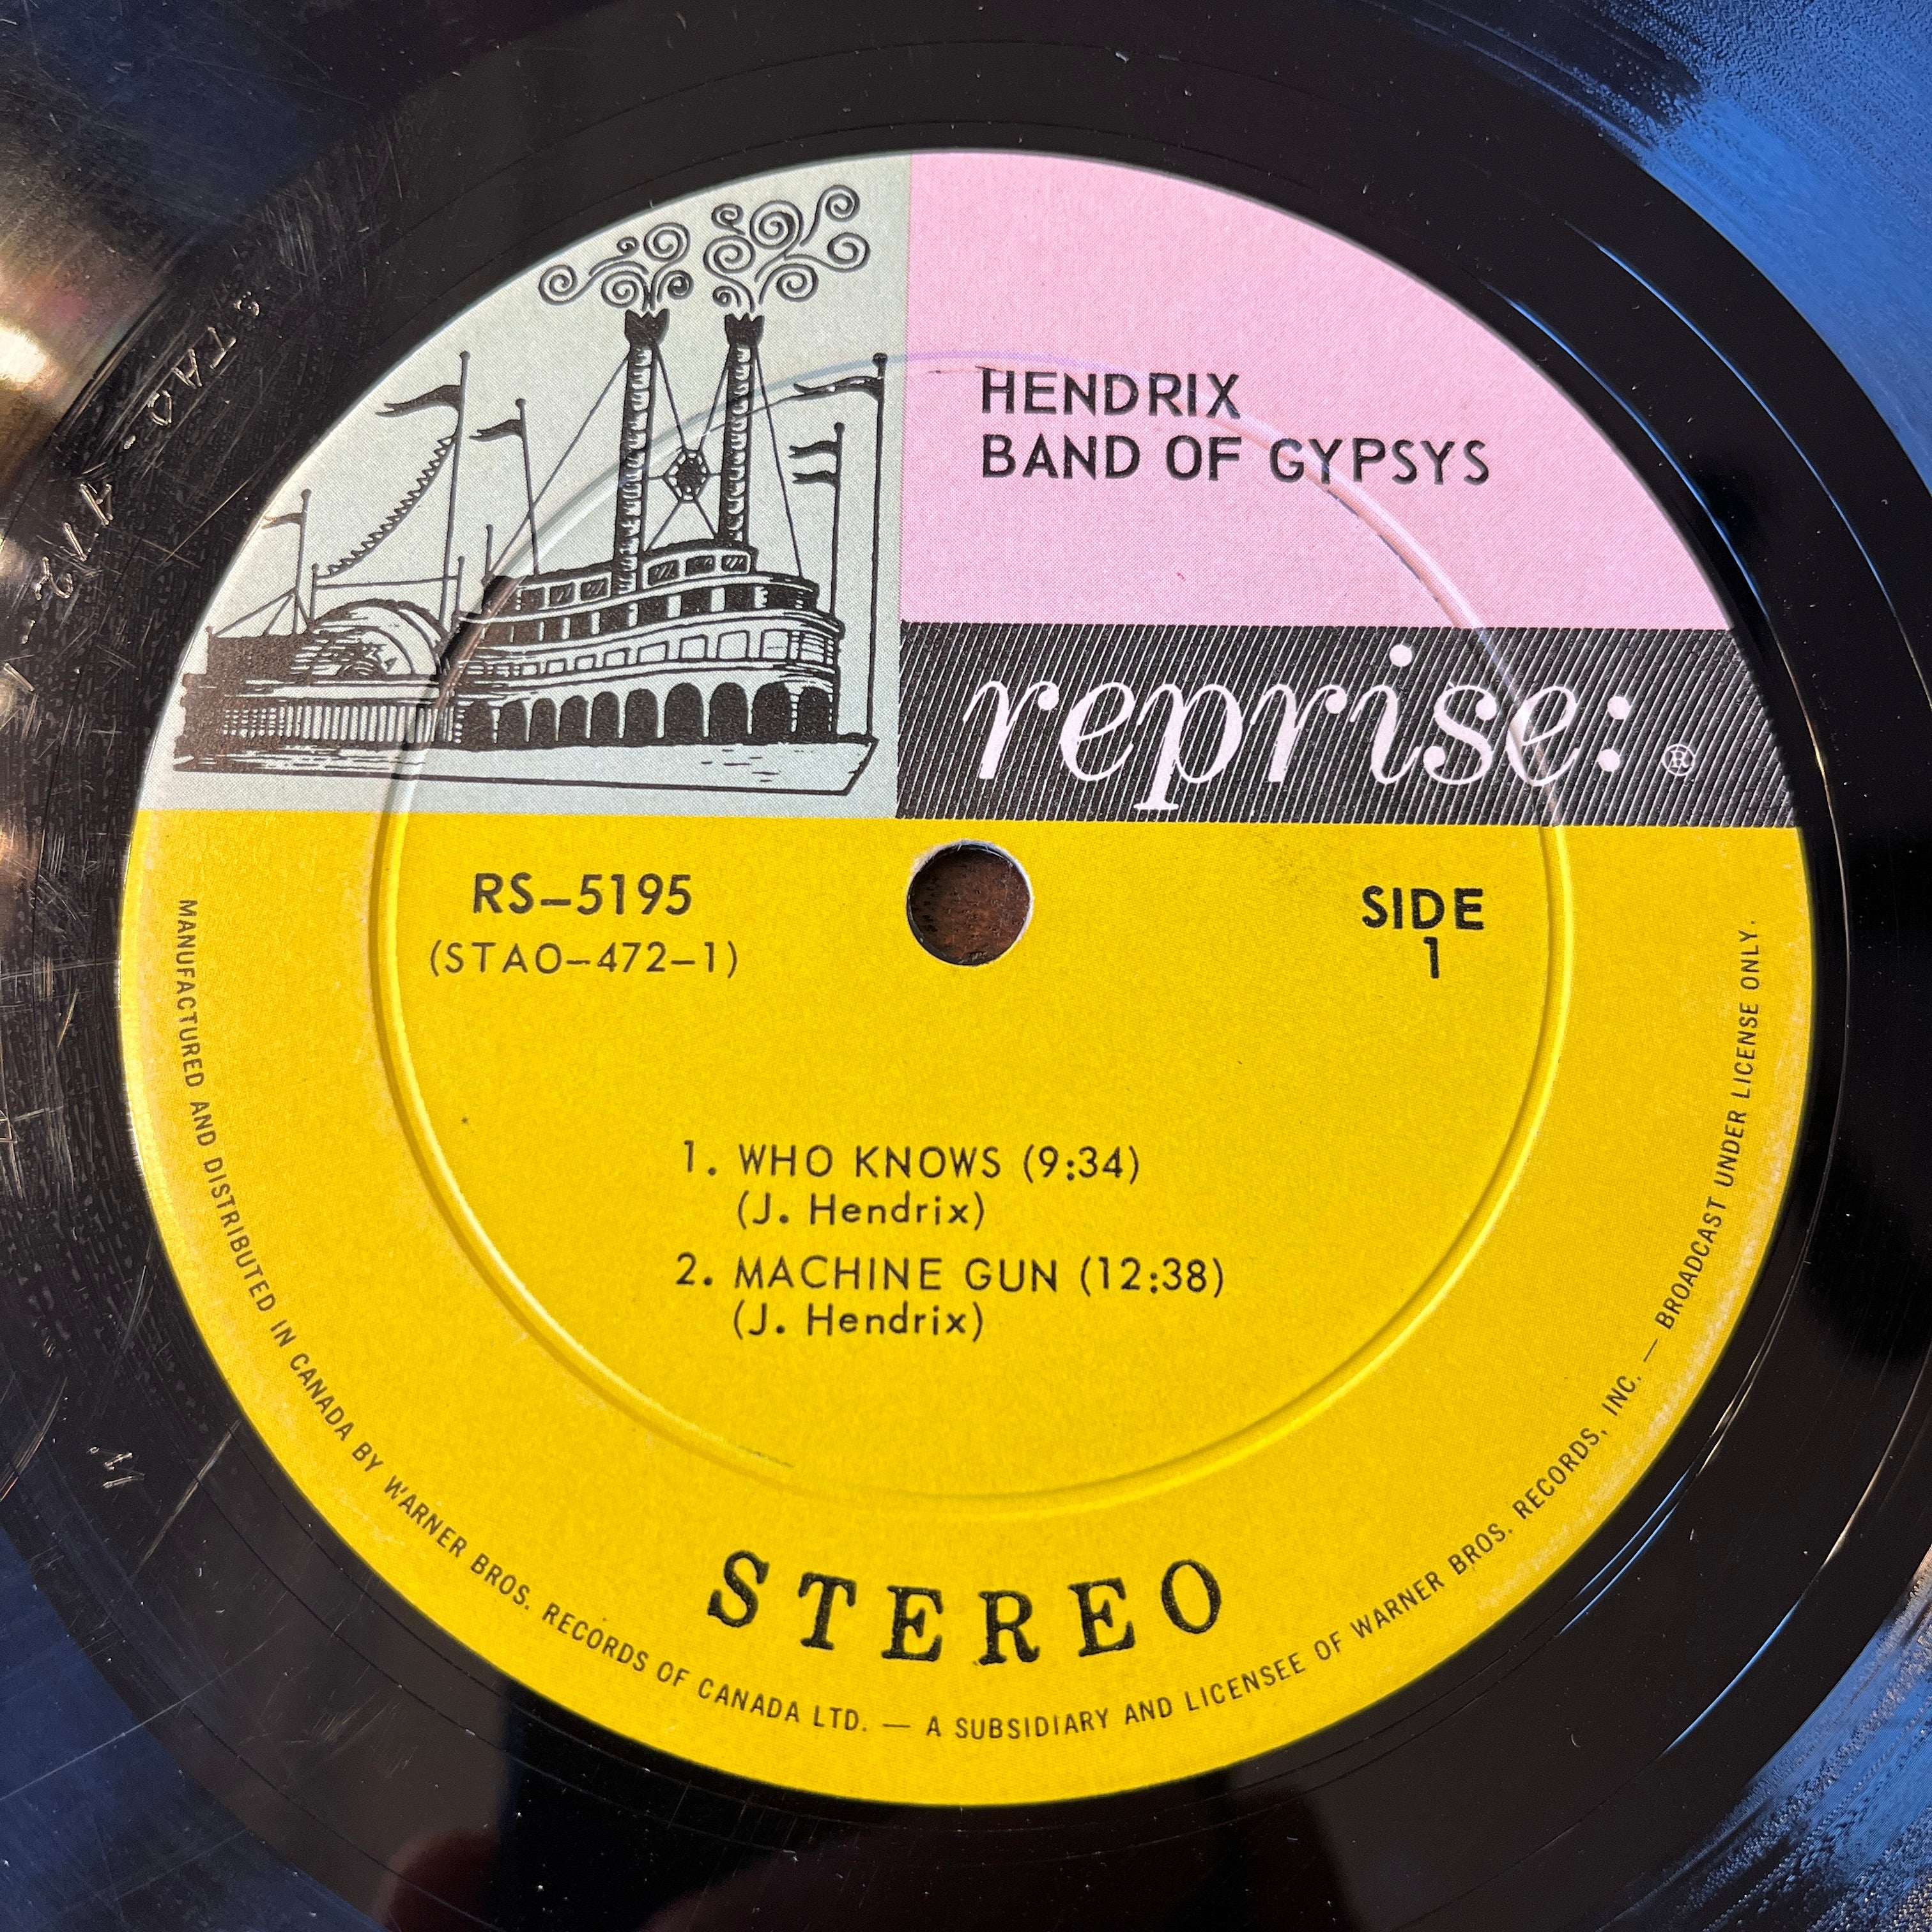 HENDRIX
BAND OF GYPSYS
reprise: ®
RS–5195
(STAO–472–1)
SIDE
1
1. WHO KNOWS (9:34)
(J. Hendrix)
2. MACHINE GUN (12:38)
(J. Hendrix)
STEREO
MANUFACTURED AND DISTRIBUTED IN CANADA BY WARNER BROS. RECORDS OF CANADA LTD. — A SUBSIDIARY AND LICENSEE OF WARNER BROS. RECORDS, INC. — BROADCAST UNDER LICENSE ONLY.